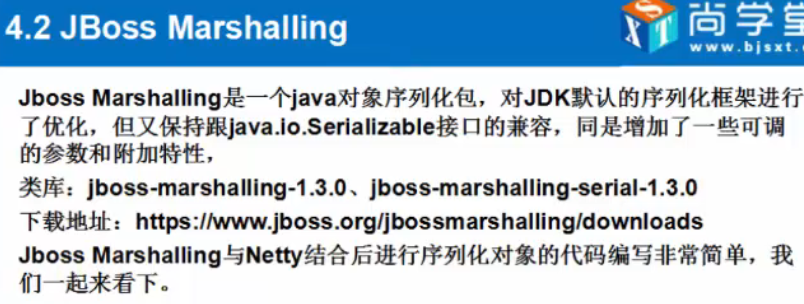 4.2 JBoss Marshalling
尚学堂
www.bjsxt.c
Jboss Marshalling是一个java对象序列化包，对JDK默认的序列化框架进行
了优化，但又保持跟java.io.Serializable接口的兼容，同是增加了一些可调
的参数和附加特性，
类库：jboss-marshalling-1.3.0、jboss-marshalling-serial-1.3.0
下载地址：https://www.jboss.org/jbossmarshalling/downloads
Jboss Marshalling与Netty结合后进行序列化对象的代码编写非常简单，我
们一起来看下。